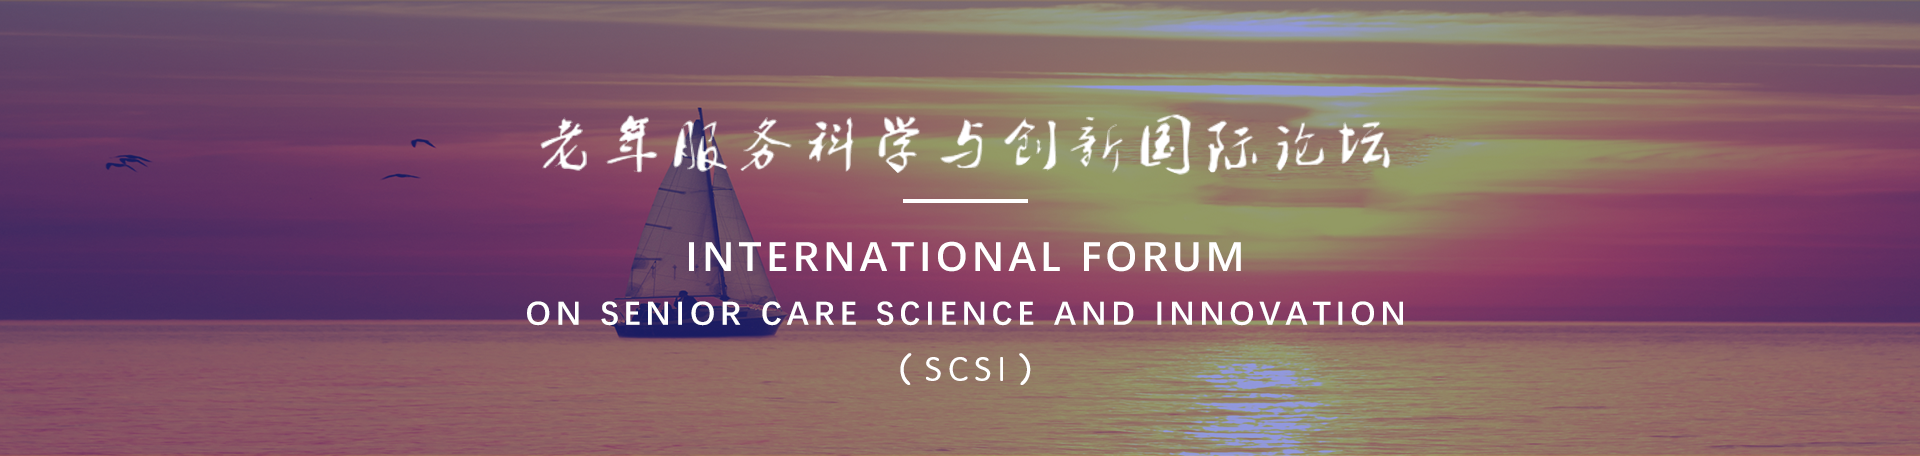 老年服务科学与创新国际论坛
INTERNATIONAL FORUM
ON SENIOR CARE SCIENCE AND INNOVATION
（SCSI）